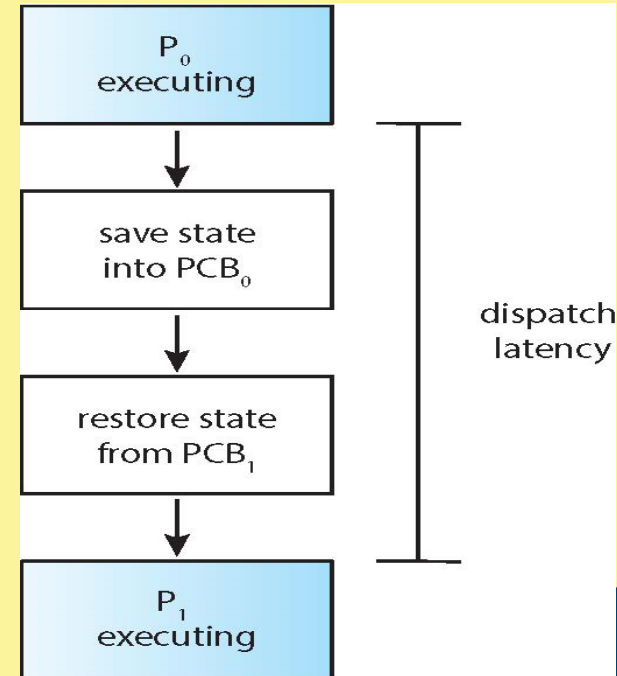 P₀
executing
save state
into PCB₀
dispatch
latency
restore state
from PCB₁
P₁
executing